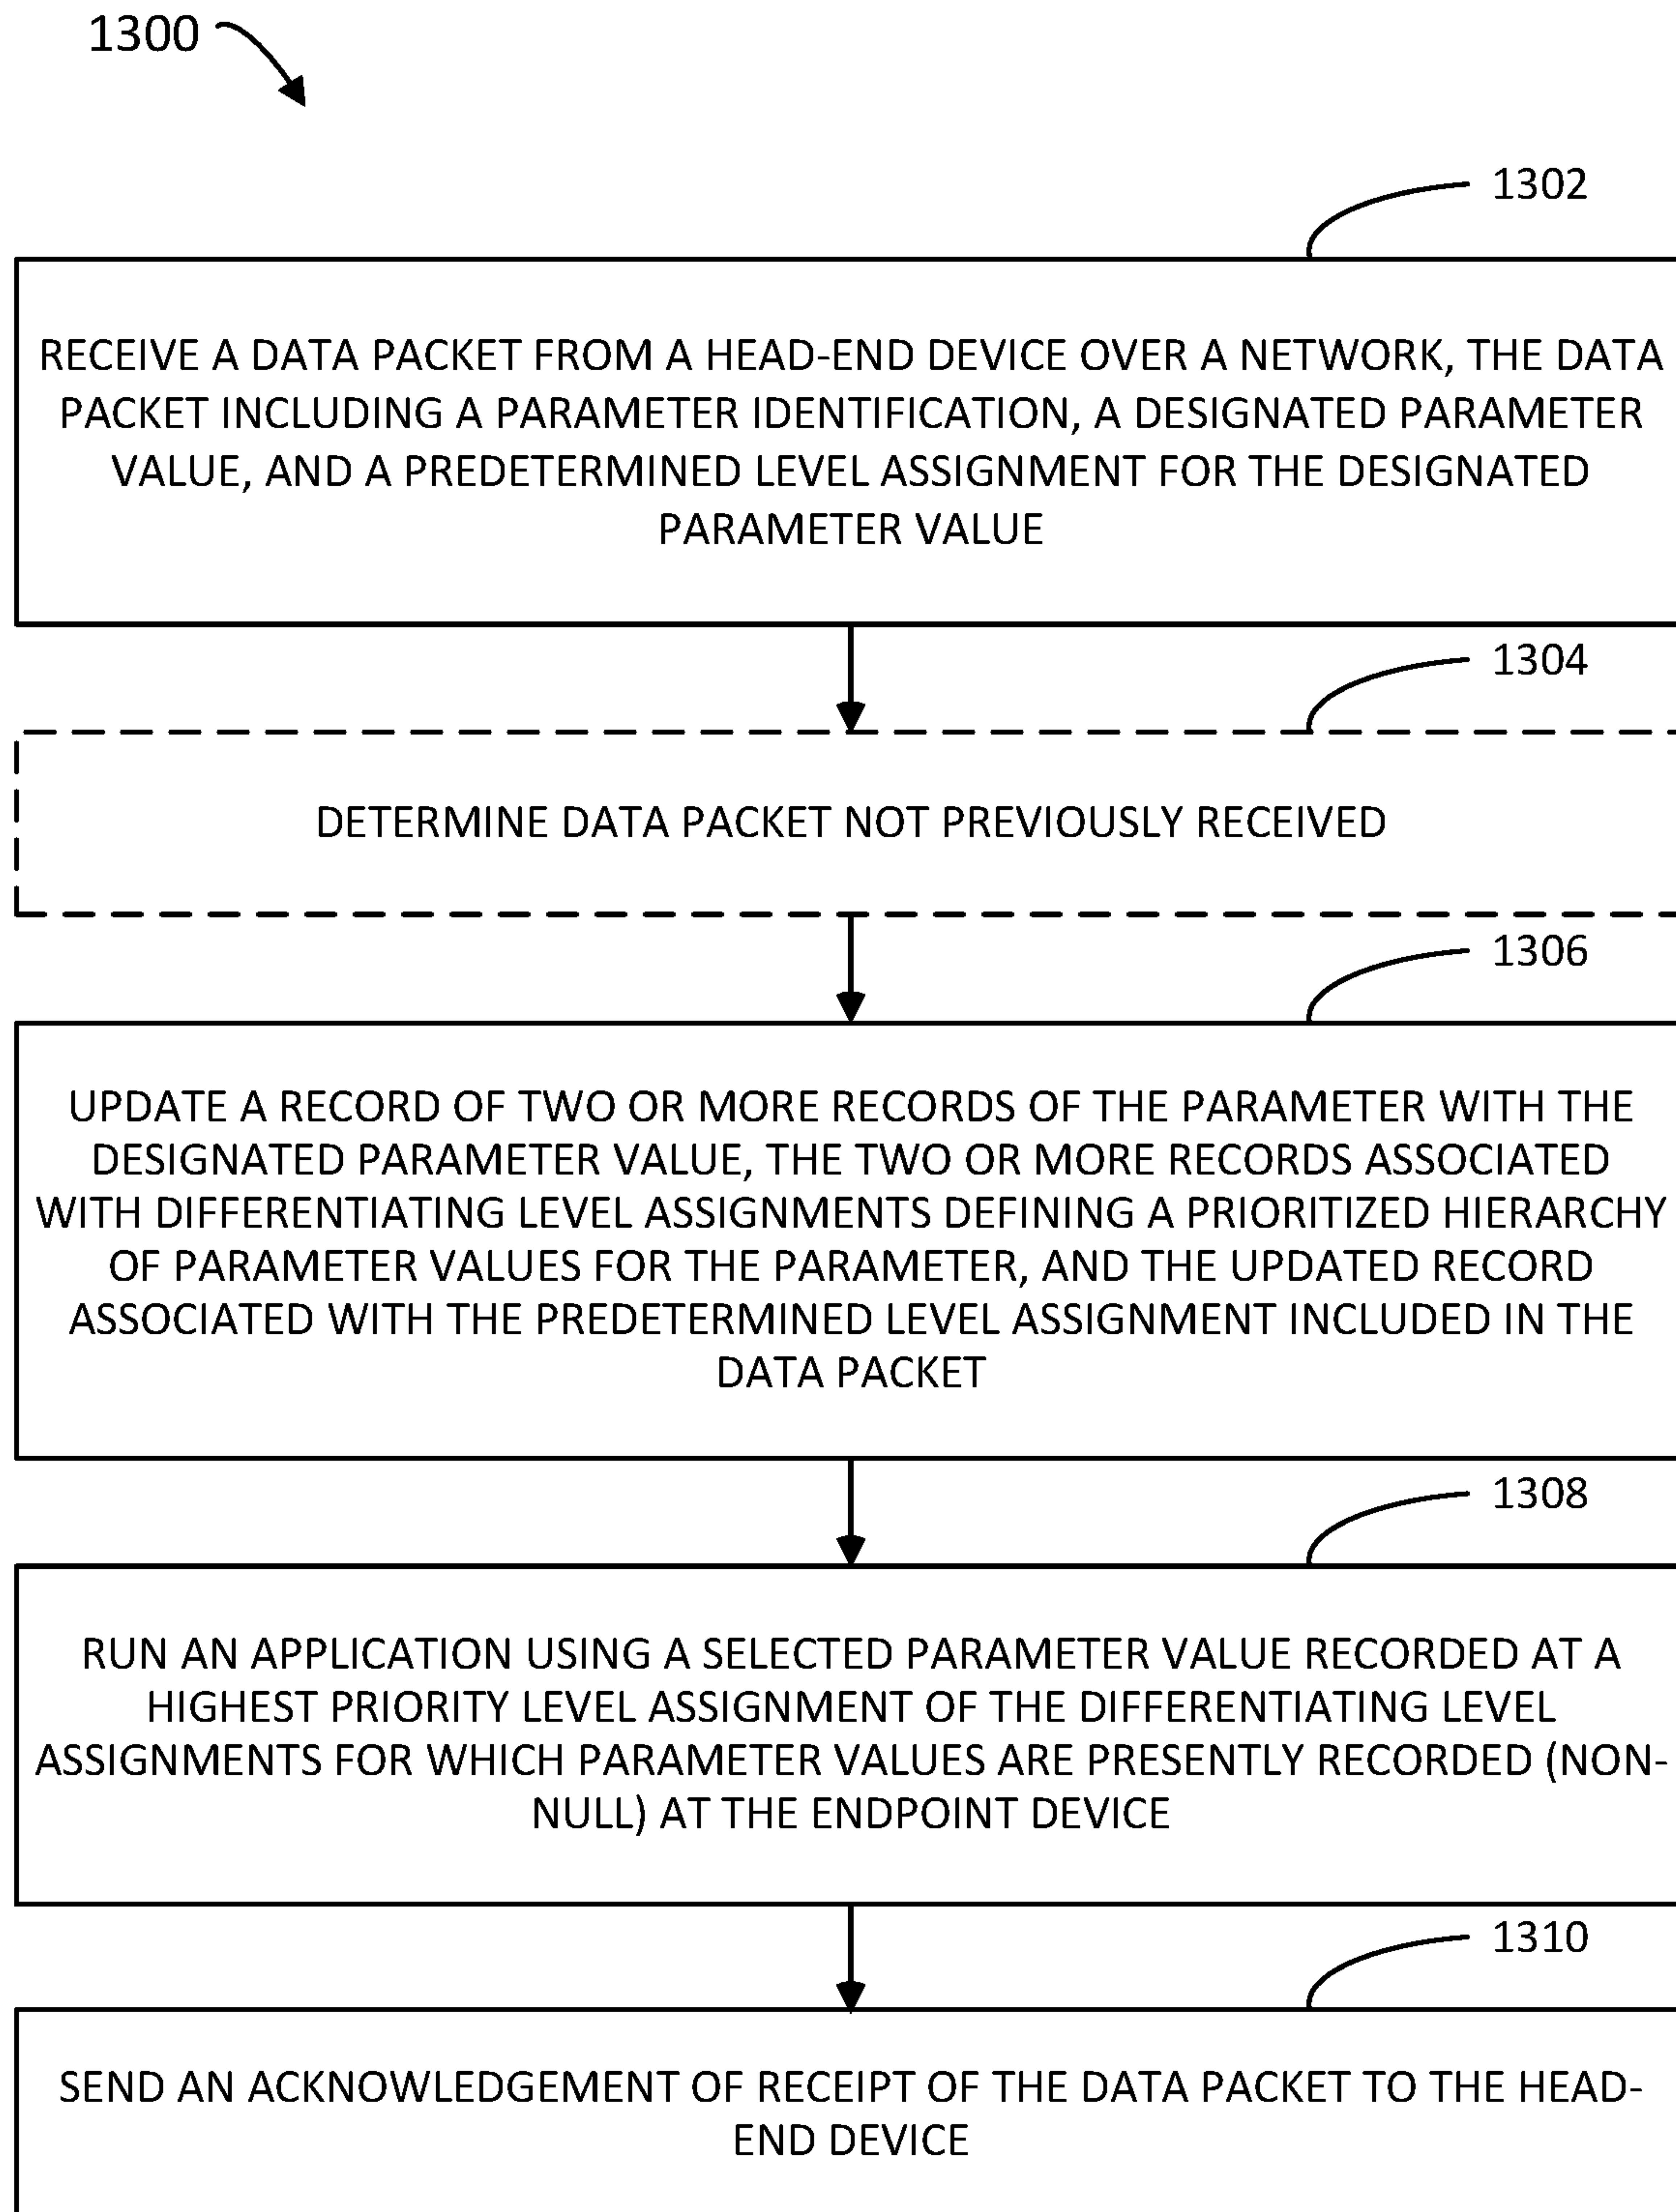 1300
1302
RECEIVE A DATA PACKET FROM A HEAD-END DEVICE OVER A NETWORK, THE DATA
PACKET INCLUDING A PARAMETER IDENTIFICATION, A DESIGNATED PARAMETER
VALUE, AND A PREDETERMINED LEVEL ASSIGNMENT FOR THE DESIGNATED
PARAMETER VALUE
1304
DETERMINE DATA PACKET NOT PREVIOUSLY RECEIVED
1306
UPDATE A RECORD OF TWO OR MORE RECORDS OF THE PARAMETER WITH THE
DESIGNATED PARAMETER VALUE, THE TWO OR MORE RECORDS ASSOCIATED
WITH DIFFERENTIATING LEVEL ASSIGNMENTS DEFINING A PRIORITIZED HIERARCHY
OF PARAMETER VALUES FOR THE PARAMETER, AND THE UPDATED RECORD
ASSOCIATED WITH THE PREDETERMINED LEVEL ASSIGNMENT INCLUDED IN THE
DATA PACKET
1308
RUN AN APPLICATION USING A SELECTED PARAMETER VALUE RECORDED AT A
HIGHEST PRIORITY LEVEL ASSIGNMENT OF THE DIFFERENTIATING LEVEL
ASSIGNMENTS FOR WHICH PARAMETER VALUES ARE PRESENTLY RECORDED (NON-
NULL) AT THE ENDPOINT DEVICE
1310
SEND AN ACKNOWLEDGEMENT OF RECEIPT OF THE DATA PACKET TO THE HEAD-
END DEVICE